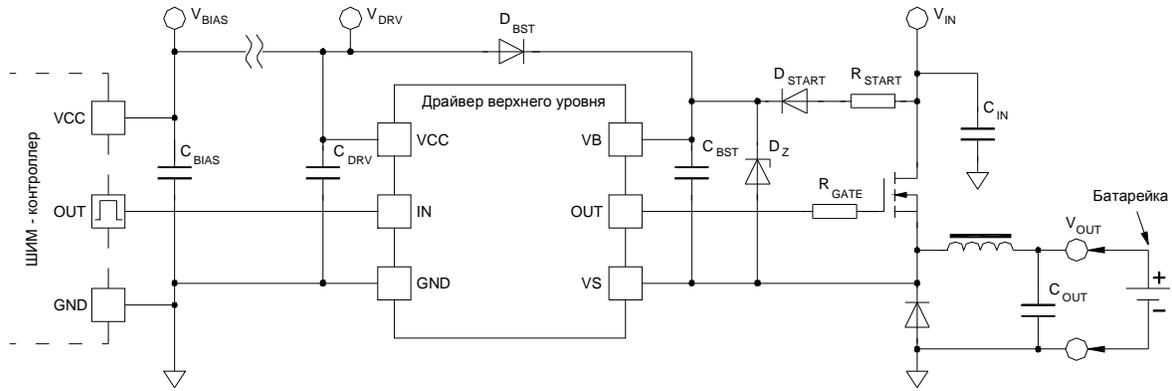 V_BIAS
V_DRV
D_BST
V_IN
Драйвер верхнего уровня
D_START
R_START
C_IN
ШИМ - контроллер
VCC
VCC
VB
C_BIAS
C_DRV
C_BST
D_Z
R_GATE
Батарейка
OUT
IN
OUT
V_OUT
GND
GND
VS
C_OUT
+
−